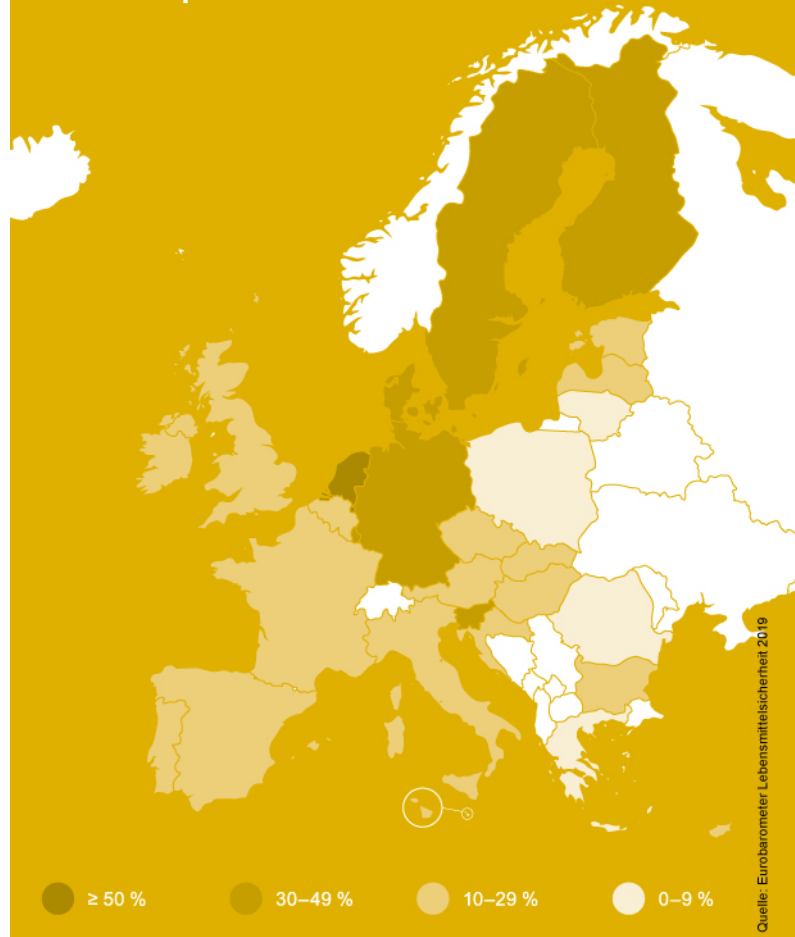 ≥ 50 %
30–49 %
10–29 %
0–9 %
Quelle: Eurobarometer Lebensmittelsicherheit 2019